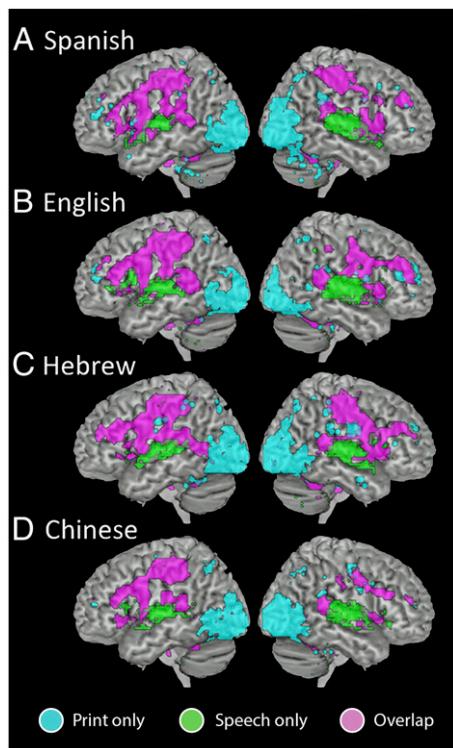 A Spanish
B English
C Hebrew
D Chinese
Print only Speech only Overlap